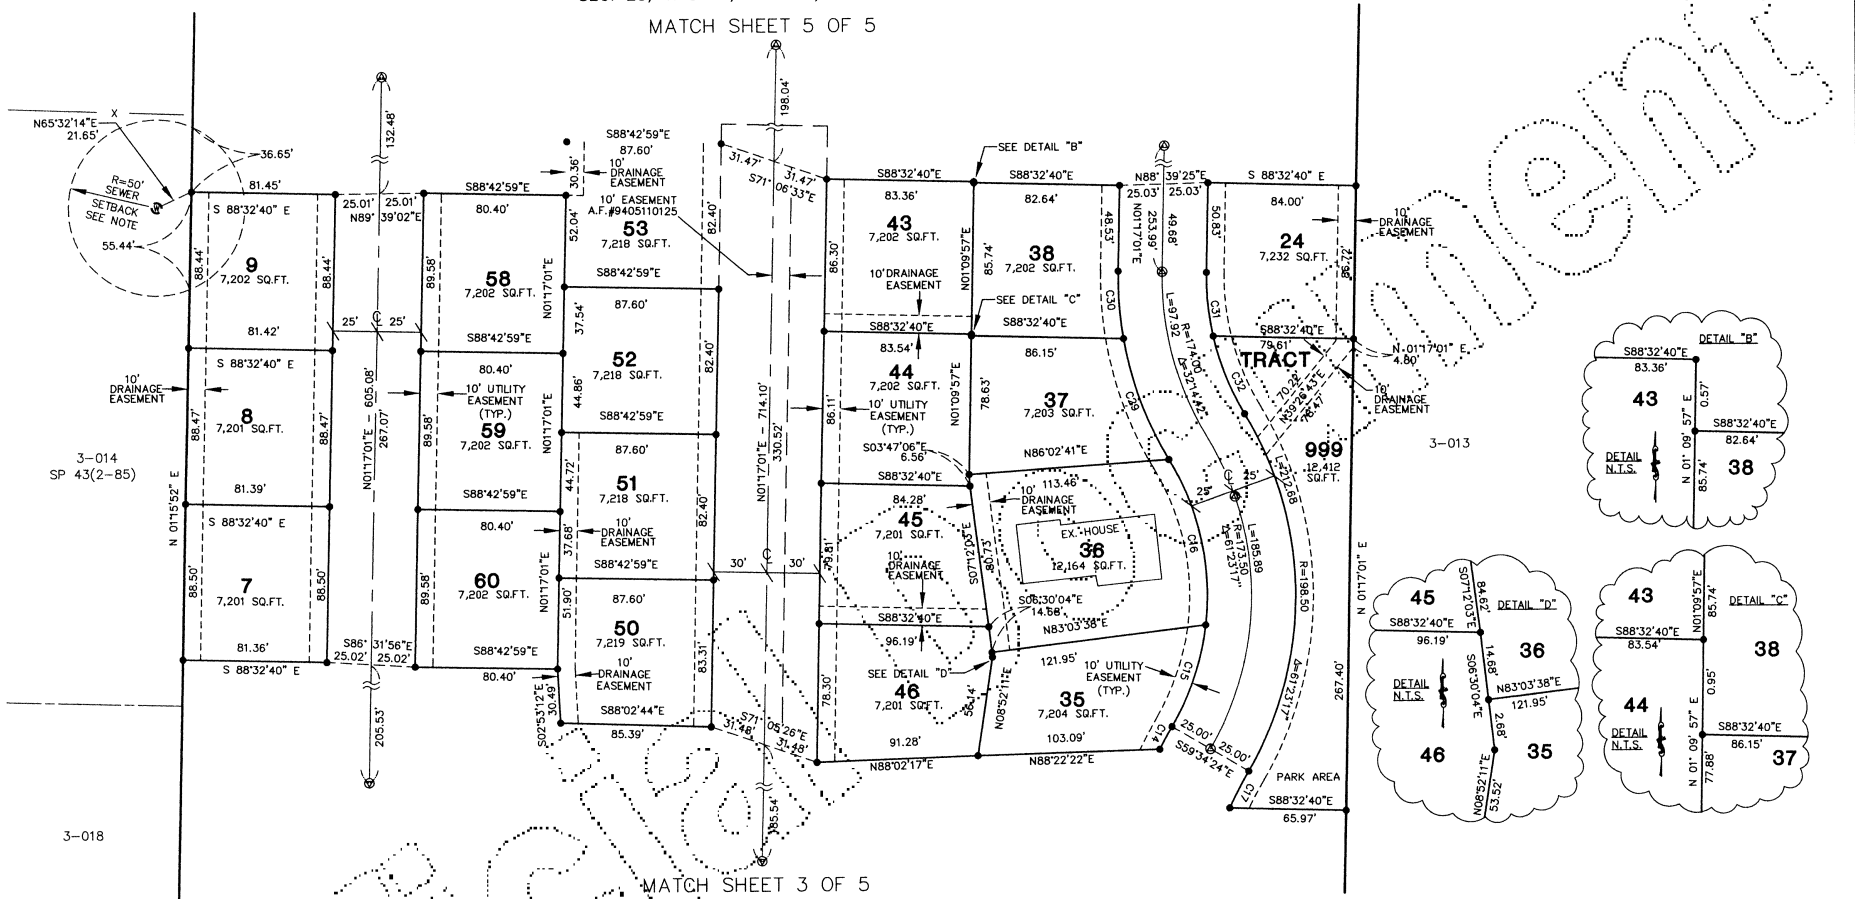 MATCH SHEET 5 OF 5
N65°32'14"E
21.65'
X
36.65'
R=50'
SEWER
SETBACK
SEE NOTE
55.44'
132.48'
81.45'
S 88°32'40" E
25.01' 25.01'
N89° 39'02"E
S88°42'59"E
80.40'
30.36'
S88°42'59"E
87.60'
10'
DRAINAGE
EASEMENT
198.04'
31.47' 31.47'
S71° 06'33"E
10' EASEMENT
A.F.#9405110125
53
7,218 SQ.FT.
52.04'
82.40'
S88°42'59"E
87.60'
S88°32'40"E
83.36'
43
7,202 SQ.FT.
86.30'
10' DRAINAGE
EASEMENT
S88°32'40"E
83.54'
SEE DETAIL "B"
S88°32'40"E
82.64'
38
7,202 SQ.FT.
N01°09'57"E
85.74'
SEE DETAIL "C"
S88°32'40"E
86.15'
N88° 39'25"E
25.03' 25.03'
48.53'
N01°17'01"E
253.99'
49.68'
50.83'
S 88°32'40" E
84.00'
24
7,232 SQ.FT.
10'
DRAINAGE
EASEMENT
86.72'
C30
C31
L=97.92
R=174.00
Δ=32°14'42"
S88°32'40"E
79.61'
N 01°17'01" E
4.80'
TRACT
999
12,412
SQ.FT.
70.22'
N39°26'43"E
78.47'
10'
DRAINAGE
EASEMENT
C32
C29
9
7,202 SQ.FT.
88.44'
88.44'
81.42'
S 88°32'40" E
25' 25'
58
7,202 SQ.FT.
89.58'
N01°17'01"E
S88°42'59"E
80.40'
37.54'
52
7,218 SQ.FT.
82.40'
44.86'
S88°42'59"E
87.60'
10'
DRAINAGE
EASEMENT
8
7,201 SQ.FT.
88.47'
88.47'
81.39'
S 88°32'40" E
N01°17'01"E - 605.08'
267.07'
10' UTILITY
EASEMENT
(TYP.)
59
7,202 SQ.FT.
89.58'
N01°17'01"E
S88°42'59"E
80.40'
44.72'
51
7,218 SQ.FT.
82.40'
37.68'
10'
DRAINAGE
EASEMENT
S88°42'59"E
87.60'
N01°17'01"E - 714.10'
330.52'
30' 30'
44
7,202 SQ.FT.
86.11'
10' UTILITY
EASEMENT
(TYP.)
N01°09'57"E
78.63'
S03°47'06"E
6.56'
S88°32'40"E
84.28'
37
7,203 SQ.FT.
N86°02'41"E
113.46'
10'
DRAINAGE
EASEMENT
25' 25'
L=212.68
3-013
3-014
SP 43(2-85)
N 01°15'52" E
7
7,201 SQ.FT.
88.50'
88.50'
81.36'
S 88°32'40" E
S86° 31'56"E
25.02' 25.02'
205.53'
60
7,202 SQ.FT.
89.58'
N01°17'01"E
S88°42'59"E
80.40'
51.90'
50
7,219 SQ.FT.
83.31'
10'
DRAINAGE
EASEMENT
S02°53'12"E
30.49'
S88°02'44"E
85.39'
S71° 05'26"E
31.48' 31.48'
185.54'
45
7,201 SQ.FT.
79.81'
S07°12'03"E
80.73'
10'
DRAINAGE
EASEMENT
S88°32'40"E
96.19'
EX. HOUSE
36
12,164 SQ.FT.
S06°30'04"E
14.68'
N83°03'38"E
121.95'
C16
L=185.89
R=173.50
Δ=61°23'17"
R=198.50
Δ=61°23'17"
SEE DETAIL "D"
46
7,201 SQ.FT.
78.30'
91.28'
N88°02'17"E
56.14'
N08°52'11"E
35
7,204 SQ.FT.
10' UTILITY
EASEMENT
(TYP.)
103.09'
N88°22'22"E
C15
C14
25.00' 25.00'
S59°34'24"E
C17
PARK AREA
S88°32'40"E
65.97'
N 01°17'01" E
267.40'
3-018
MATCH SHEET 3 OF 5
DETAIL "B"
S88°32'40"E
83.36'
43
0.57'
N 01° 09' 57" E
85.74'
S88°32'40"E
82.64'
38
DETAIL
N.T.S.
DETAIL "D"
45
S07°12'03"E
84.62'
S88°32'40"E
96.19'
14.68'
S06°30'04"E
36
N83°03'38"E
121.95'
2.68'
DETAIL
N.T.S.
46
N08°52'11"E
53.52'
35
DETAIL "C"
43
N01°09'57"E
85.74'
S88°32'40"E
83.54'
38
0.95'
N 01° 09' 57" E
44
DETAIL
N.T.S.
S88°32'40"E
86.15'
77.88'
37